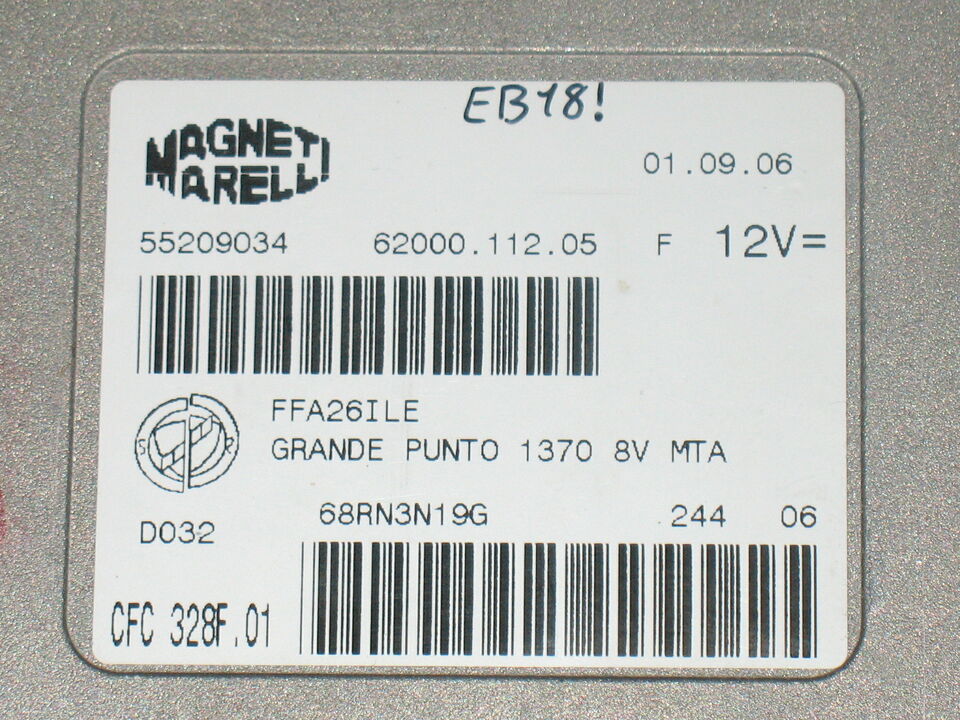 EB18!
MAGNETI
MARELLI
01.09.06
55209034 62000.112.05 F 12V=
FFA26ILE
GRANDE PUNTO 1370 8V MTA
68RN3N19G 244 06
D032
CFC 328F.01